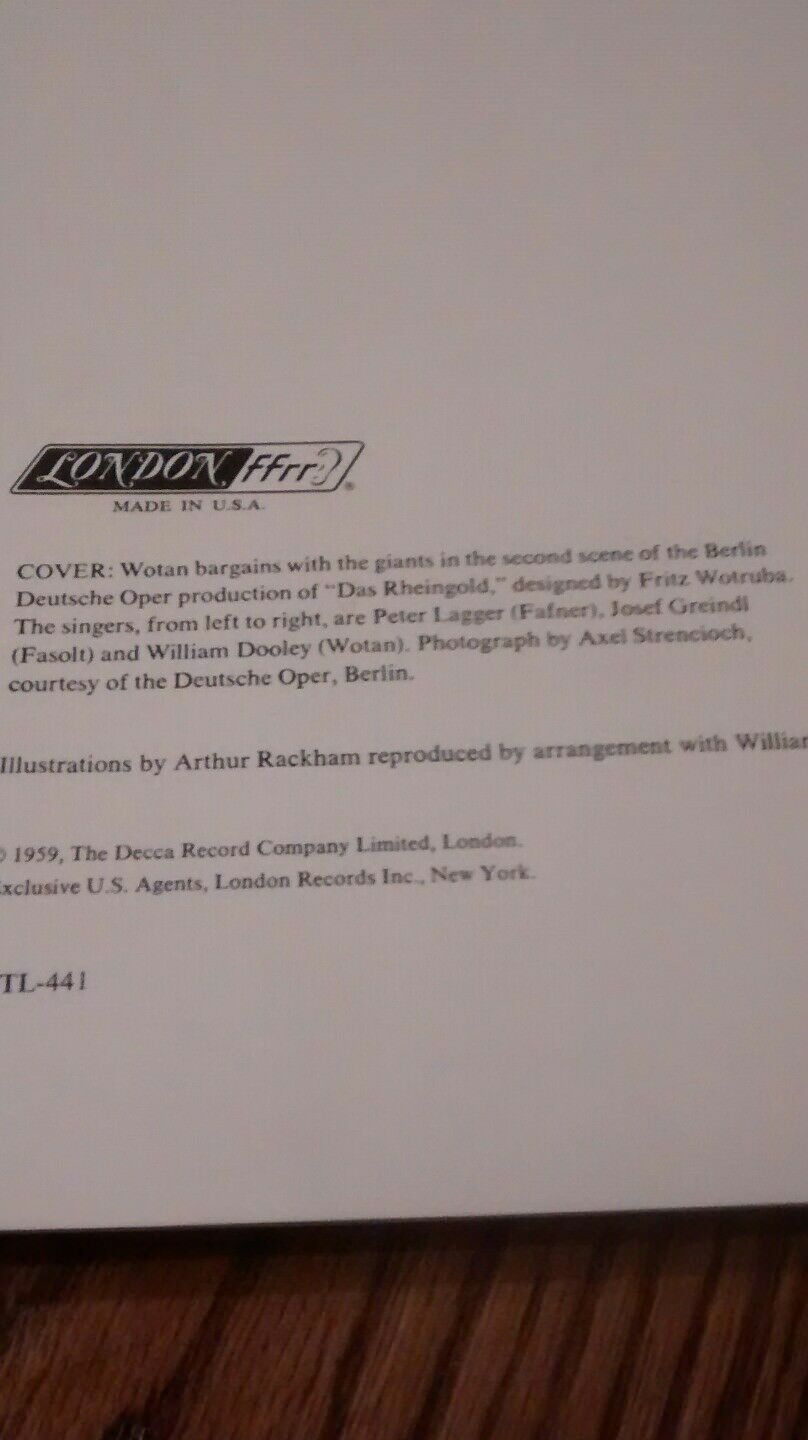 LONDON ffrr ®
MADE IN U.S.A.
COVER: Wotan bargains with the giants in the second scene of the Berlin
Deutsche Oper production of "Das Rheingold," designed by Fritz Wotruba.
The singers, from left to right, are Peter Lagger (Fafner), Josef Greindl
(Fasolt) and William Dooley (Wotan). Photograph by Axel Strencioch,
courtesy of the Deutsche Oper, Berlin.
Illustrations by Arthur Rackham reproduced by arrangement with Willia
© 1959, The Decca Record Company Limited, London.
xclusive U.S. Agents, London Records Inc., New York.
TL-441